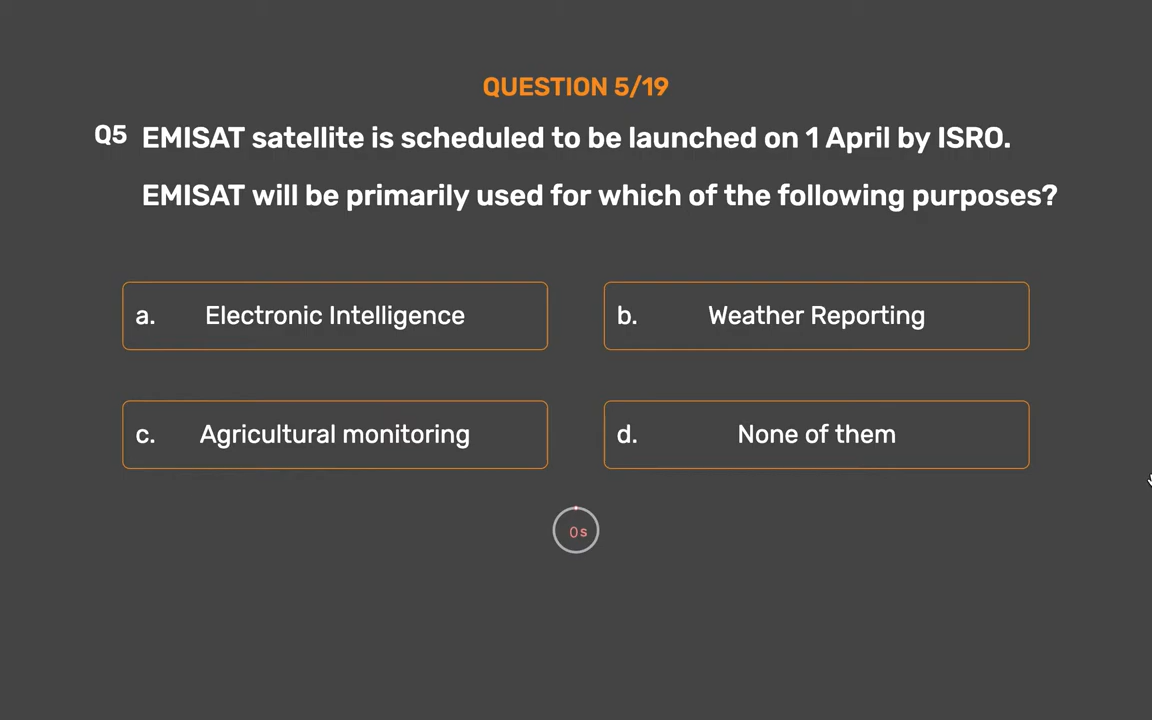 QUESTION 5/19
Q5 EMISAT satellite is scheduled to be launched on 1 April by ISRO.
EMISAT will be primarily used for which of the following purposes?
a. Electronic Intelligence
b. Weather Reporting
c. Agricultural monitoring
d. None of them
0s